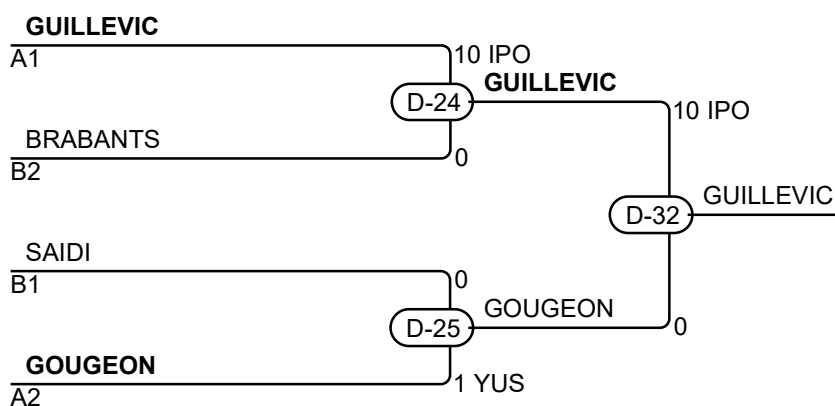 GUILLEVIC
A1
10 IPO
D-24
GUILLEVIC
BRABANTS
B2
0
10 IPO
D-32
GUILLEVIC
SAIDI
B1
0
D-25
GOUGEON
0
GOUGEON
A2
1 YUS